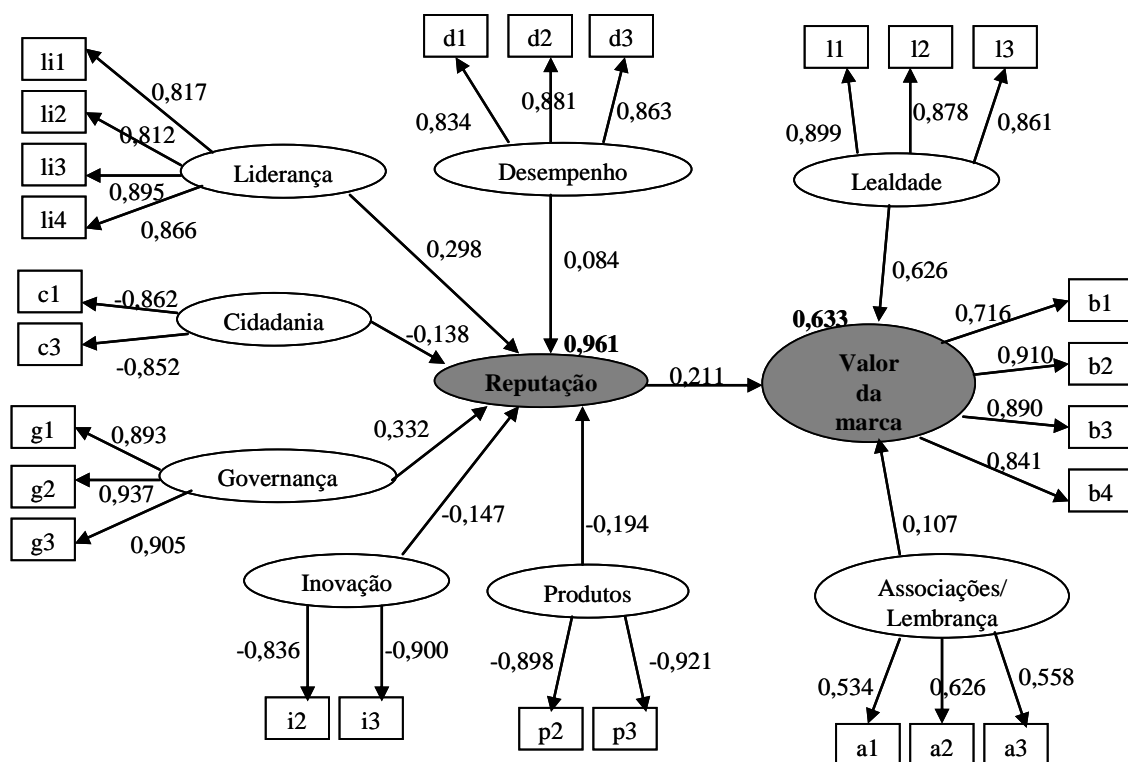 d1 d2 d3
l1 l2 l3
li1
0,817
li2
0,812
li3
0,895
li4
0,866
Liderança
0,834
0,881
0,863
Desempenho
0,899
0,878
0,861
Lealdade
0,298
0,084
0,626
c1
-0,862
c3
-0,852
Cidadania
-0,138
0,961
Reputação
0,211
0,633
Valor
da
marca
0,716
b1
0,910
b2
0,890
b3
0,841
b4
g1
0,893
g2
0,937
g3
0,905
Governança
0,332
-0,147
-0,194
0,107
Inovação
Produtos
Associações/
Lembrança
-0,836
-0,900
-0,898
-0,921
0,534
0,626
0,558
i2 i3
p2 p3
a1 a2 a3